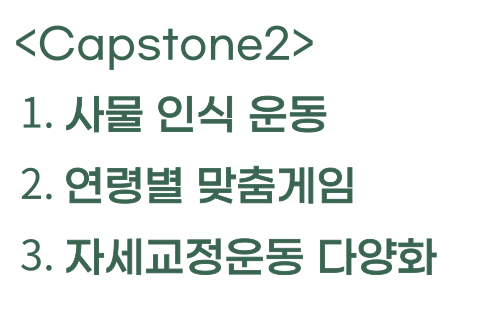 <Capstone2>
1. 사물 인식 운동
2. 연령별 맞춤게임
3. 자세교정운동 다양화